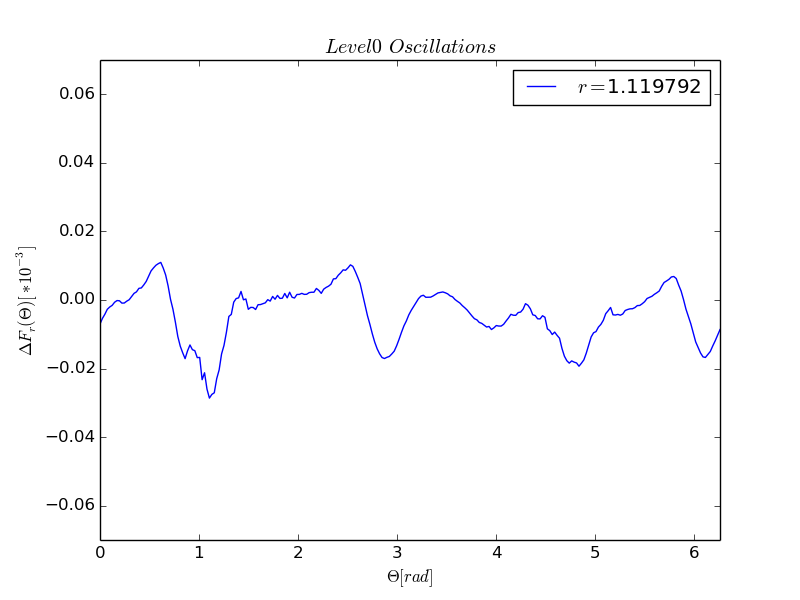 Level0 Oscillations
r=1.119792
ΔF_r(Θ)[*10^{-3}]
0.06
0.04
0.02
0.00
−0.02
−0.04
−0.06
0 1 2 3 4 5 6
Θ[rad]